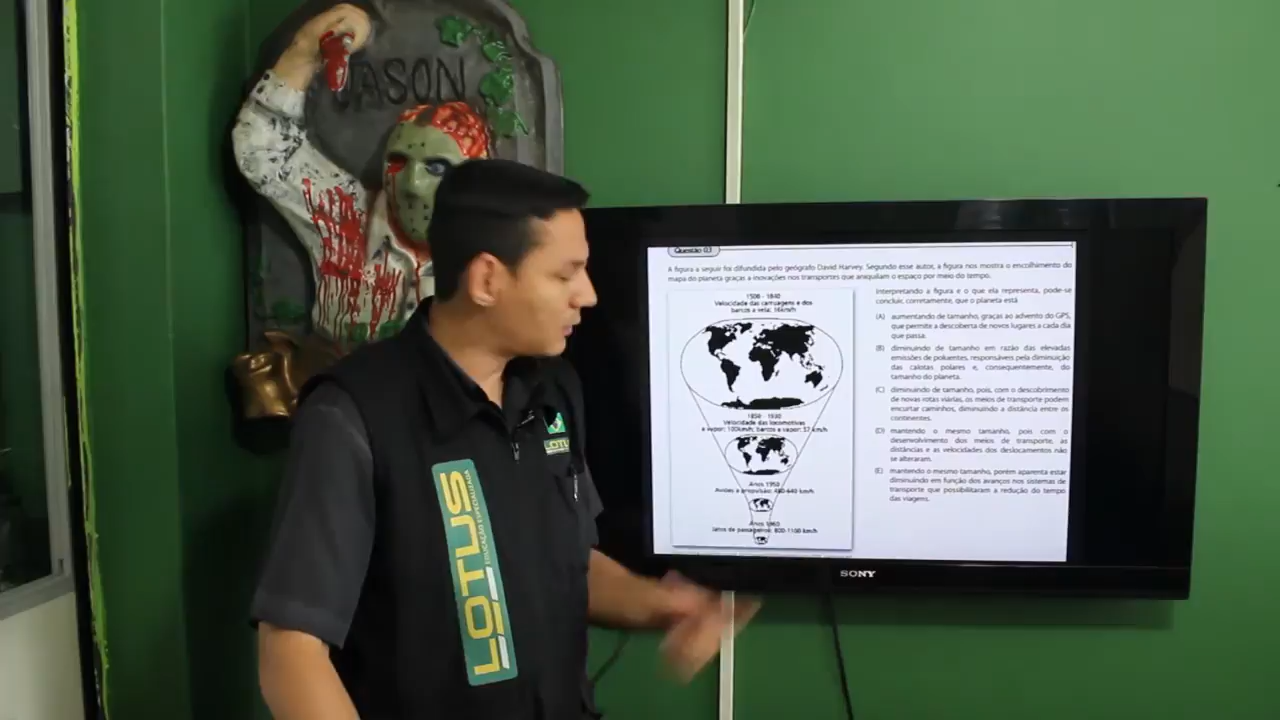 JASON
LOTUS
LOTUS
EDUCAÇÃO ESPECIALIZADA
Questão 03
A figura a seguir foi difundida pelo geógrafo David Harvey. Segundo esse autor, a figura nos mostra o encolhimento do
mapa do planeta graças a inovações nos transportes que aniquilam o espaço por meio do tempo.
1500 - 1840
Velocidade das carruagens e dos
barcos a vela: 16km/h
1850 - 1930
Velocidade das locomotivas
a vapor: 100km/h; barcos a vapor: 57 km/h
Anos 1950
Aviões a propulsão: 480-640 km/h
Anos 1960
Jatos de passageiros: 800-1100 km/h
Interpretando a figura e o que ela representa, pode-se
concluir, corretamente, que o planeta está
(A) aumentando de tamanho, graças ao advento do GPS,
que permite a descoberta de novos lugares a cada dia
que passa.
(B) diminuindo de tamanho em razão das elevadas
emissões de poluentes, responsáveis pela diminuição
das calotas polares e, consequentemente, do
tamanho do planeta.
(C) diminuindo de tamanho, pois, com o descobrimento
de novas rotas viárias, os meios de transporte podem
encurtar caminhos, diminuindo a distância entre os
continentes.
(D) mantendo o mesmo tamanho, pois com o
desenvolvimento dos meios de transporte, as
distâncias e as velocidades dos deslocamentos não
se alteraram.
(E) mantendo o mesmo tamanho, porém aparenta estar
diminuindo em função dos avanços nos sistemas de
transporte que possibilitaram a redução do tempo
das viagens.
SONY